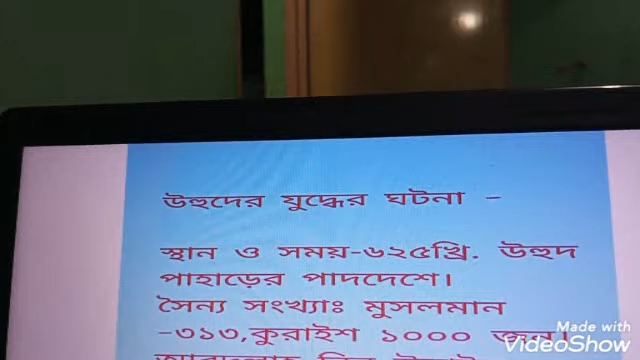 উহুদের যুদ্ধের ঘটনা -
স্থান ও সময়-৬২৫খ্রি. উহুদ
পাহাড়ের পাদদেশে।
সৈন্য সংখ্যাঃ মুসলমান
-৩১৩,কুরাইশ ১০০০ জন।
Made with
VideoShow